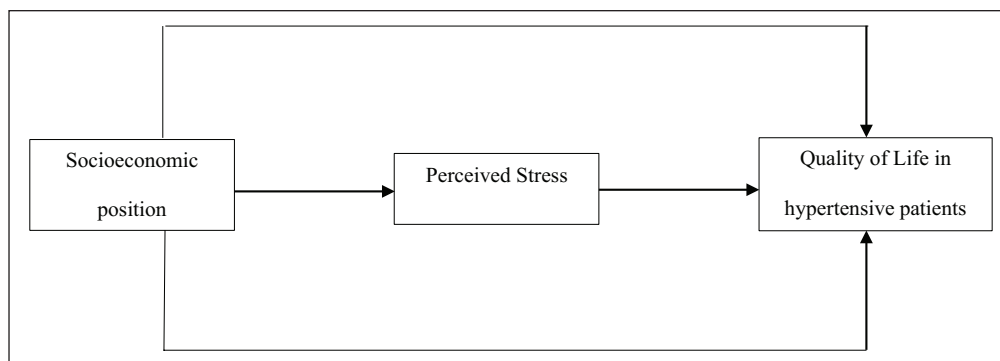 Socioeconomic
position
Perceived Stress
Quality of Life in
hypertensive patients